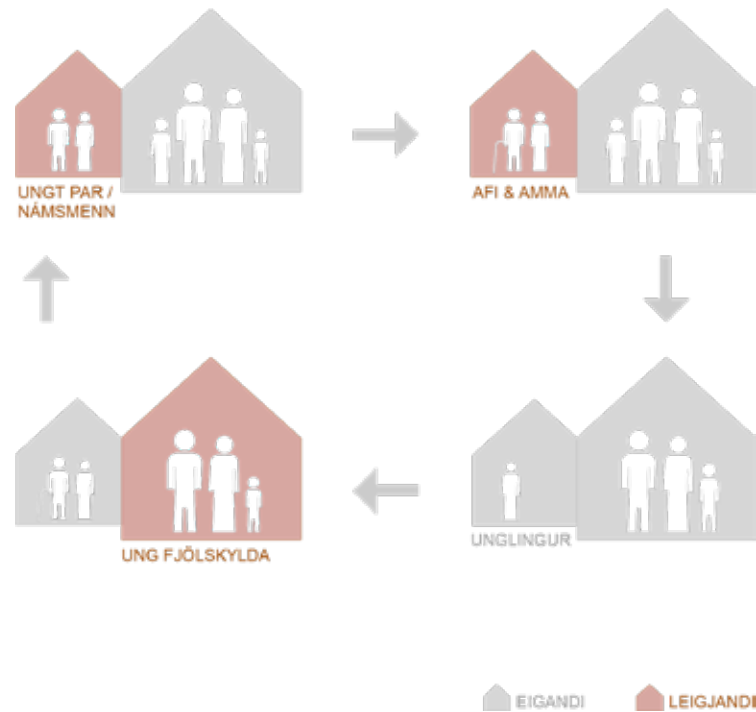 UNGT PAR /
NÁMSMENN
AFI & AMMA
UNG FJÖLSKYLDA
UNGLINGUR
EIGANDI
LEIGJANDI